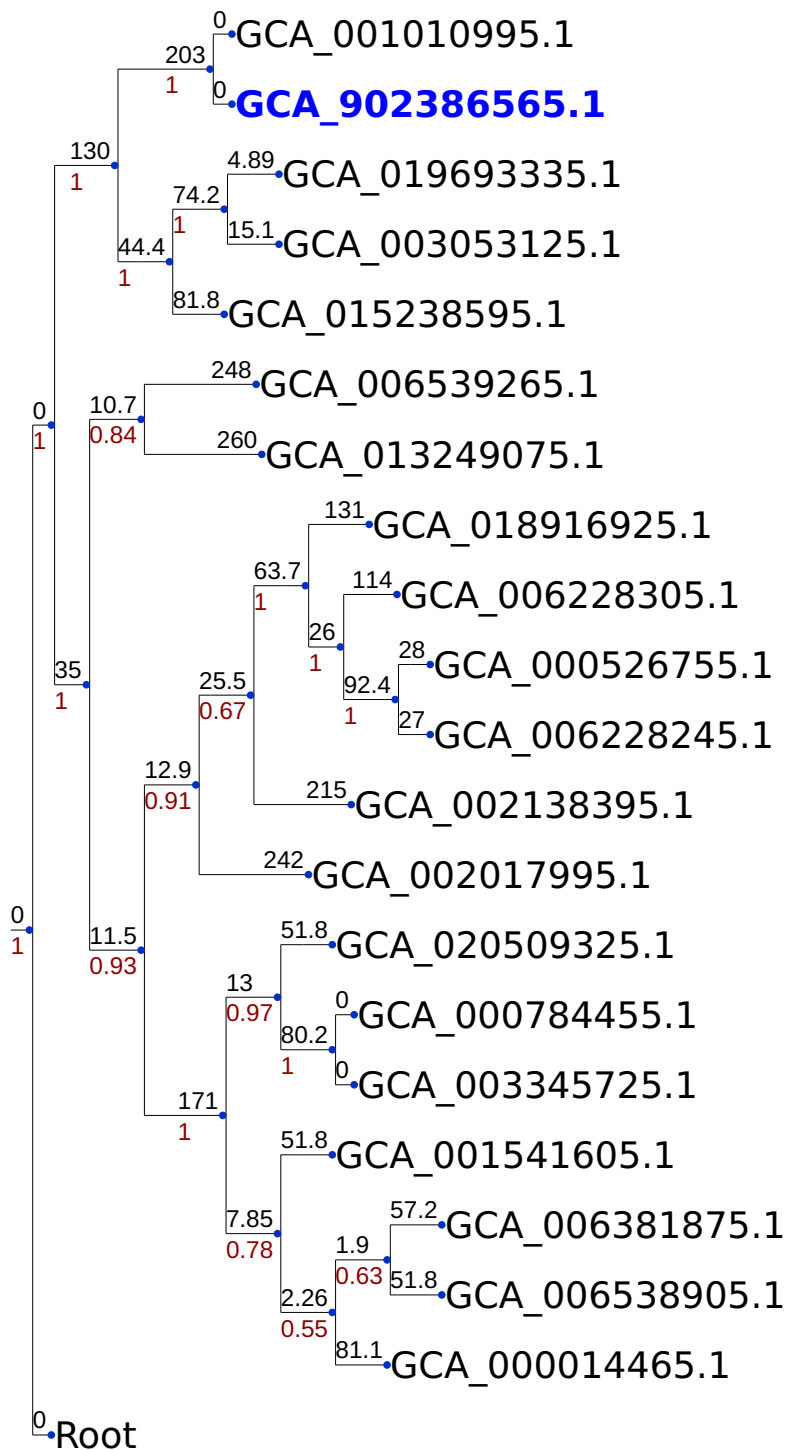 0
GCA_001010995.1
203
1
0
GCA_902386565.1
130
1
4.89
GCA_019693335.1
74.2
1
15.1
GCA_003053125.1
44.4
1
81.8
GCA_015238595.1
248
GCA_006539265.1
0
1
10.7
0.84
260
GCA_013249075.1
131
GCA_018916925.1
63.7
1
114
GCA_006228305.1
26
1
28
GCA_000526755.1
35
1
25.5
0.67
92.4
1
27
GCA_006228245.1
12.9
0.91
215
GCA_002138395.1
242
GCA_002017995.1
0
1
11.5
0.93
51.8
GCA_020509325.1
13
0.97
0
GCA_000784455.1
80.2
1
0
GCA_003345725.1
171
1
51.8
GCA_001541605.1
7.85
0.78
57.2
GCA_006381875.1
1.9
0.63
51.8
GCA_006538905.1
2.26
0.55
81.1
GCA_000014465.1
0
Root